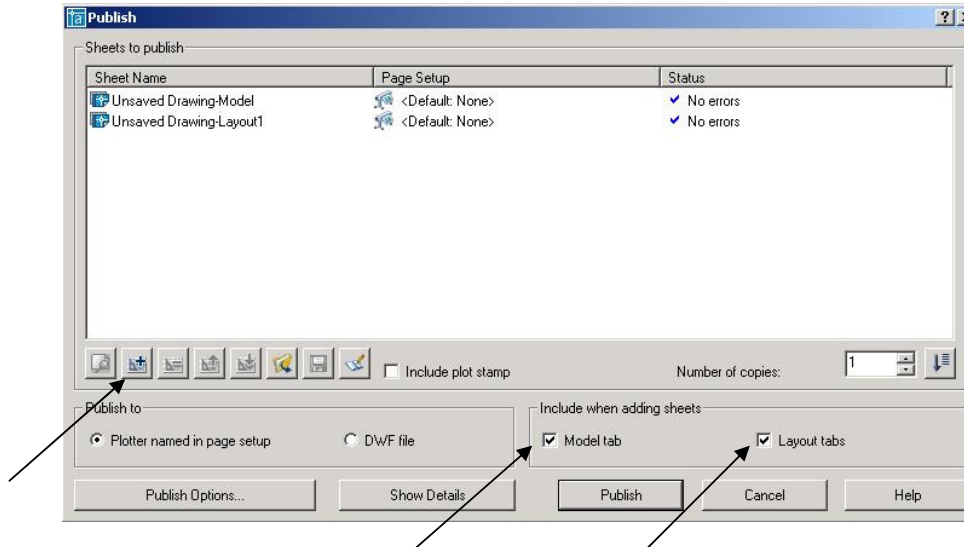 Publish
Sheets to publish
Sheet Name Page Setup Status
Unsaved Drawing-Model <Default: None> No errors
Unsaved Drawing-Layout1 <Default: None> No errors
Include plot stamp Number of copies: 1
Publish to Include when adding sheets
Plotter named in page setup DWF file Model tab Layout tabs
Publish Options... Show Details Publish Cancel Help